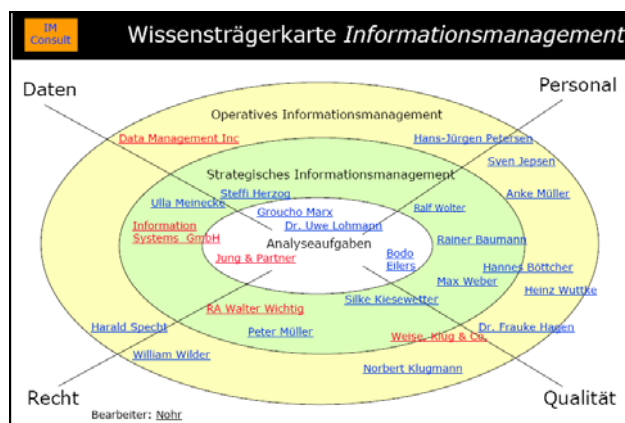 IM
Consult
Wissensträgerkarte Informationsmanagement
Daten
Personal
Operatives Informationsmanagement
Data Management Inc
Hans-Jürgen Petersen
Sven Jepsen
Strategisches Informationsmanagement
Steffi Herzog
Anke Müller
Ulla Meinecke
Groucho Marx
Ralf Wolter
Information
Systems GmbH
Dr. Uwe Lohmann
Analyseaufgaben
Rainer Baumann
Jung & Partner
Bodo
Eilers
Hannes Böttcher
Max Weber
Heinz Wuttke
Silke Kiesewetter
RA Walter Wichtig
Harald Specht
Peter Müller
Weise, Klug & Co.
Dr. Frauke Hagen
William Wilder
Norbert Klugmann
Recht
Qualität
Bearbeiter: Nohr